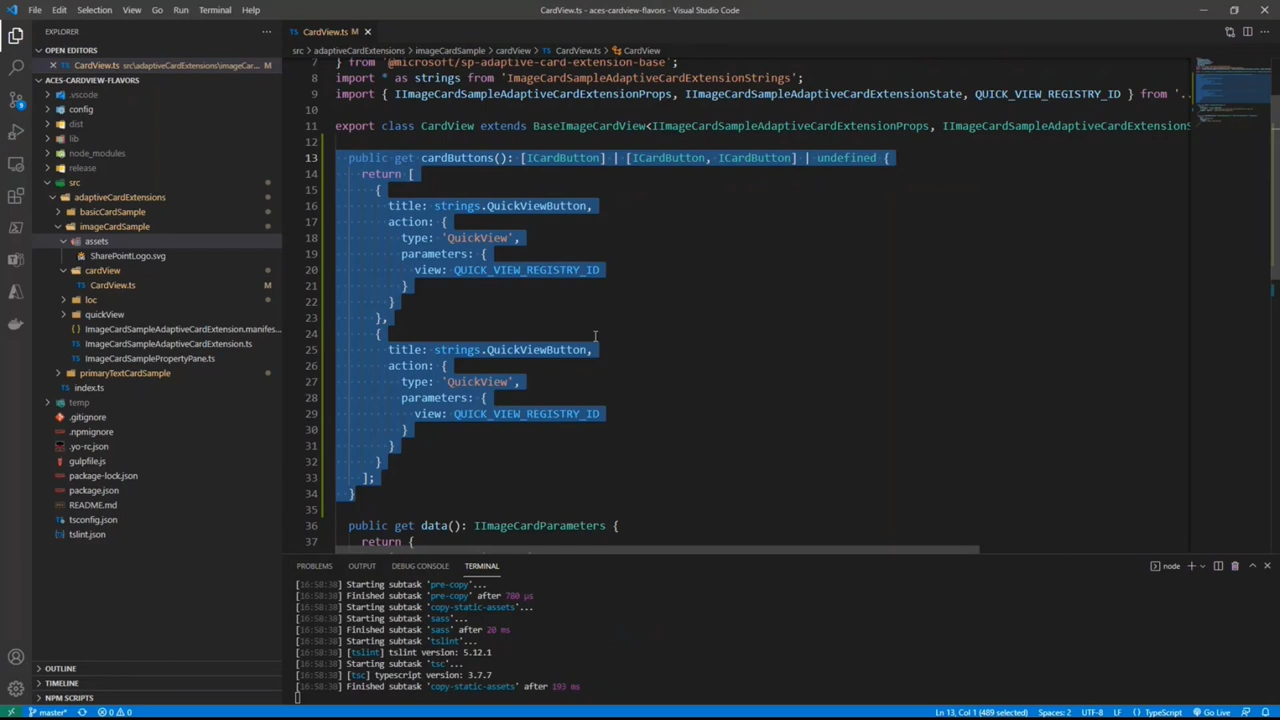 File Edit Selection View Go Run Terminal Help
CardView.ts - aces-cardview-flavors - Visual Studio Code
EXPLORER
OPEN EDITORS
CardView.ts src\adaptiveCardExtensions\imageCar... M
ACES-CARDVIEW-FLAVORS
.vscode
config
dist
lib
node_modules
release
src
adaptiveCardExtensions
basicCardSample
imageCardSample
assets
SharePointLogo.svg
cardView
CardView.ts M
loc
quickView
ImageCardSampleAdaptiveCardExtension.manifes...
ImageCardSampleAdaptiveCardExtension.ts
ImageCardSamplePropertyPane.ts
primaryTextCardSample
index.ts
temp
.gitignore
.npmignore
.yo-rc.json
gulpfile.js
package-lock.json
package.json
README.md
tsconfig.json
tslint.json
OUTLINE
TIMELINE
NPM SCRIPTS
CardView.ts M
src > adaptiveCardExtensions > imageCardSample > cardView > CardView.ts > CardView
7 } from '@microsoft/sp-adaptive-card-extension-base';
8 import * as strings from 'ImageCardSampleAdaptiveCardExtensionStrings';
9 import { IImageCardSampleAdaptiveCardExtensionProps, IImageCardSampleAdaptiveCardExtensionState, QUICK_VIEW_REGISTRY_ID } from '..
10
11 export class CardView extends BaseImageCardView<IImageCardSampleAdaptiveCardExtensionProps, IImageCardSampleAdaptiveCardExtensionS
12
13 public get cardButtons(): [ICardButton] | [ICardButton, ICardButton] | undefined {
14 return [
15 {
16 title: strings.QuickViewButton,
17 action: {
18 type: 'QuickView',
19 parameters: {
20 view: QUICK_VIEW_REGISTRY_ID
21 }
22 }
23 },
24 {
25 title: strings.QuickViewButton,
26 action: {
27 type: 'QuickView',
28 parameters: {
29 view: QUICK_VIEW_REGISTRY_ID
30 }
31 }
32 }
33 ];
34 }
35
36 public get data(): IImageCardParameters {
37 return {
PROBLEMS OUTPUT DEBUG CONSOLE TERMINAL
node
[16:58:38] Starting subtask 'pre-copy'...
[16:58:38] Finished subtask 'pre-copy' after 780 μs
[16:58:38] Starting subtask 'copy-static-assets'...
[16:58:38] Starting subtask 'sass'...
[16:58:38] Finished subtask 'sass' after 20 ms
[16:58:38] Starting subtask 'tslint'...
[16:58:38] [tslint] tslint version: 5.12.1
[16:58:38] Starting subtask 'tsc'...
[16:58:38] [tsc] typescript version: 3.7.7
[16:58:38] Finished subtask 'copy-static-assets' after 193 ms
master* 0 0 Ln 13, Col 1 (489 selected) Spaces: 2 UTF-8 LF TypeScript Go Live